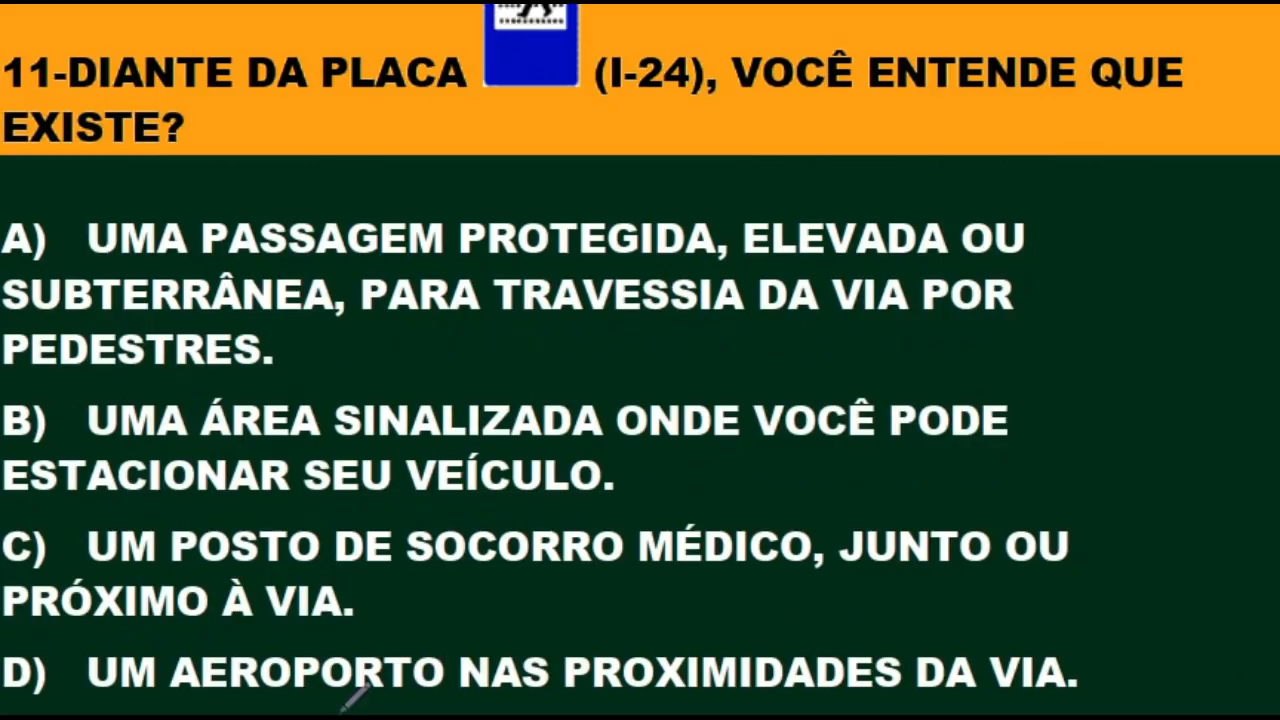 11-DIANTE DA PLACA (I-24), VOCÊ ENTENDE QUE
EXISTE?
A) UMA PASSAGEM PROTEGIDA, ELEVADA OU
SUBTERRÂNEA, PARA TRAVESSIA DA VIA POR
PEDESTRES.
B) UMA ÁREA SINALIZADA ONDE VOCÊ PODE
ESTACIONAR SEU VEÍCULO.
C) UM POSTO DE SOCORRO MÉDICO, JUNTO OU
PRÓXIMO À VIA.
D) UM AEROPORTO NAS PROXIMIDADES DA VIA.